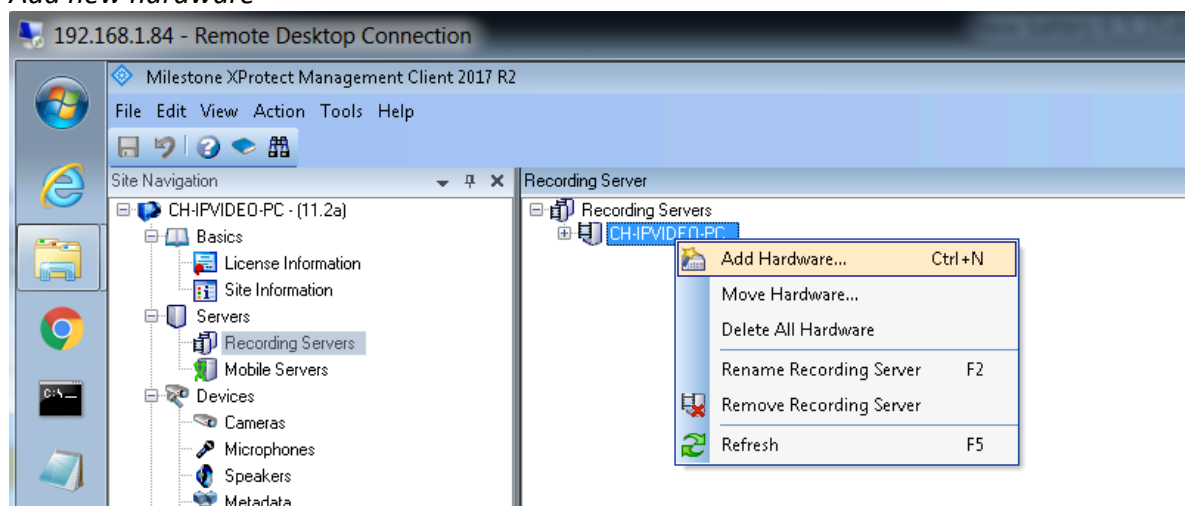 Add new hardware
192.168.1.84 - Remote Desktop Connection
Milestone XProtect Management Client 2017 R2
File Edit View Action Tools Help
Site Navigation
CH-IPVIDEO-PC - (11.2a)
Basics
License Information
Site Information
Servers
Recording Servers
Mobile Servers
Devices
Cameras
Microphones
Speakers
Metadata
Recording Server
Recording Servers
CH-IPVIDEO-PC
Add Hardware... Ctrl+N
Move Hardware...
Delete All Hardware
Rename Recording Server F2
Remove Recording Server
Refresh F5
C:\_